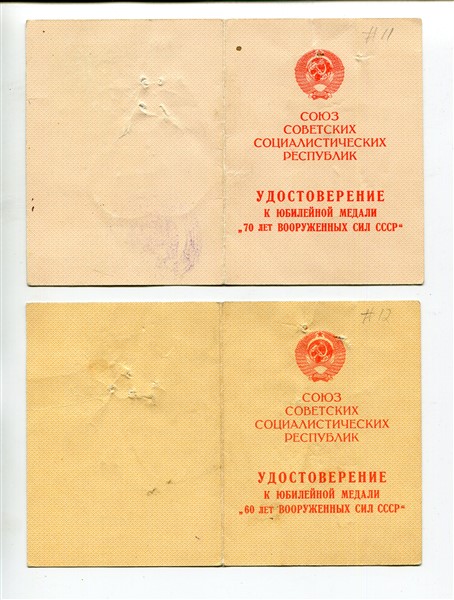 #11
СОЮЗ
СОВЕТСКИХ
СОЦИАЛИСТИЧЕСКИХ
РЕСПУБЛИК
УДОСТОВЕРЕНИЕ
К ЮБИЛЕЙНОЙ МЕДАЛИ
„70 ЛЕТ ВООРУЖЕННЫХ СИЛ СССР“
#12
СОЮЗ
СОВЕТСКИХ
СОЦИАЛИСТИЧЕСКИХ
РЕСПУБЛИК
УДОСТОВЕРЕНИЕ
К ЮБИЛЕЙНОЙ МЕДАЛИ
„60 ЛЕТ ВООРУЖЕННЫХ СИЛ СССР“